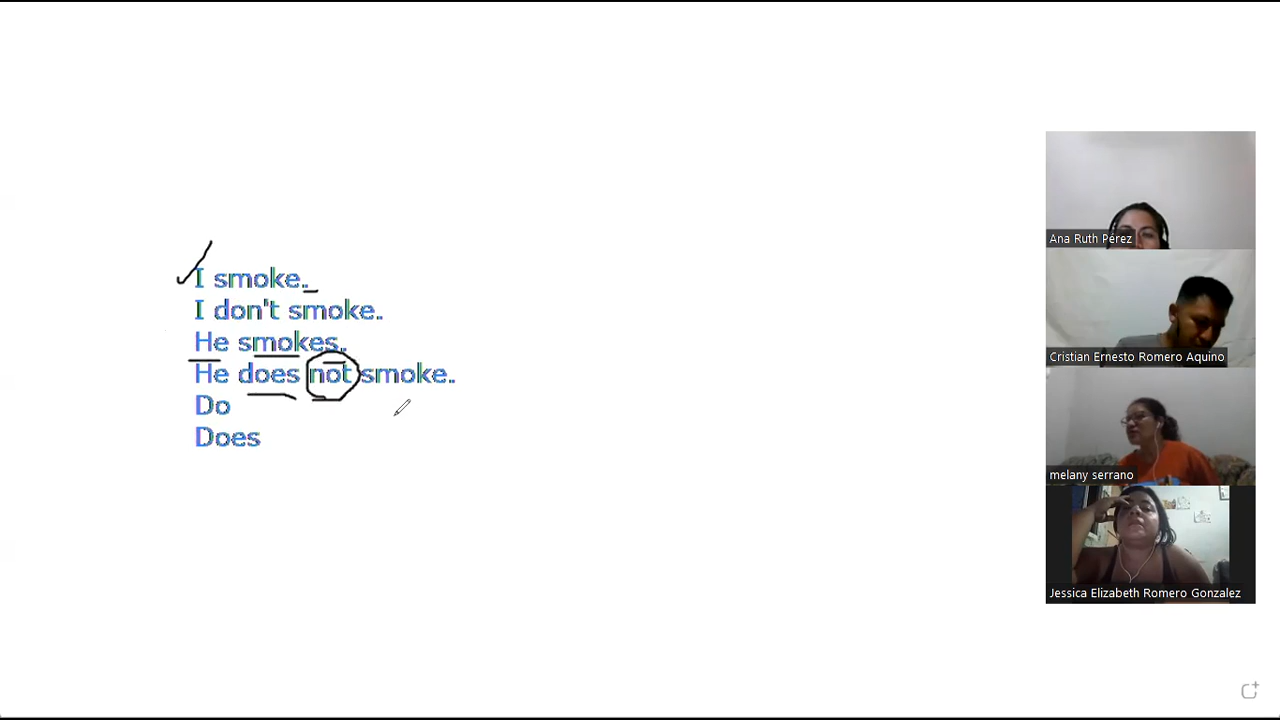 I smoke..
I don't smoke..
He smokes..
He does not smoke..
Do
Does
Ana Ruth Pérez
Cristian Ernesto Romero Aquino
melany serrano
Jessica Elizabeth Romero Gonzalez